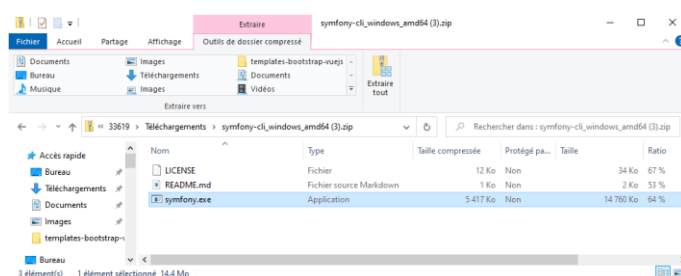 Extraire
symfony-cli_windows_amd64 (3).zip
Fichier Accueil Partage Affichage Outils de dossier compressé
Documents Images templates-bootstrap-vuejs
Bureau Téléchargements Documents
Musique Images Vidéos
Extraire tout
Extraire vers
« 33619 › Téléchargements › symfony-cli_windows_amd64 (3).zip
Rechercher dans : symfony-cli_windows_amd64 (3).zip
Nom Type Taille compressée Protégé pa... Taille Ratio
Accès rapide
LICENSE Fichier 12 Ko Non 34 Ko 67 %
Bureau
README.md Fichier source Markdown 1 Ko Non 2 Ko 53 %
Téléchargements
symfony.exe Application 5 417 Ko Non 14 760 Ko 64 %
Documents
Images
templates-bootstrap-v
Bureau
3 élément(s) 1 élément sélectionné 14,4 Mo